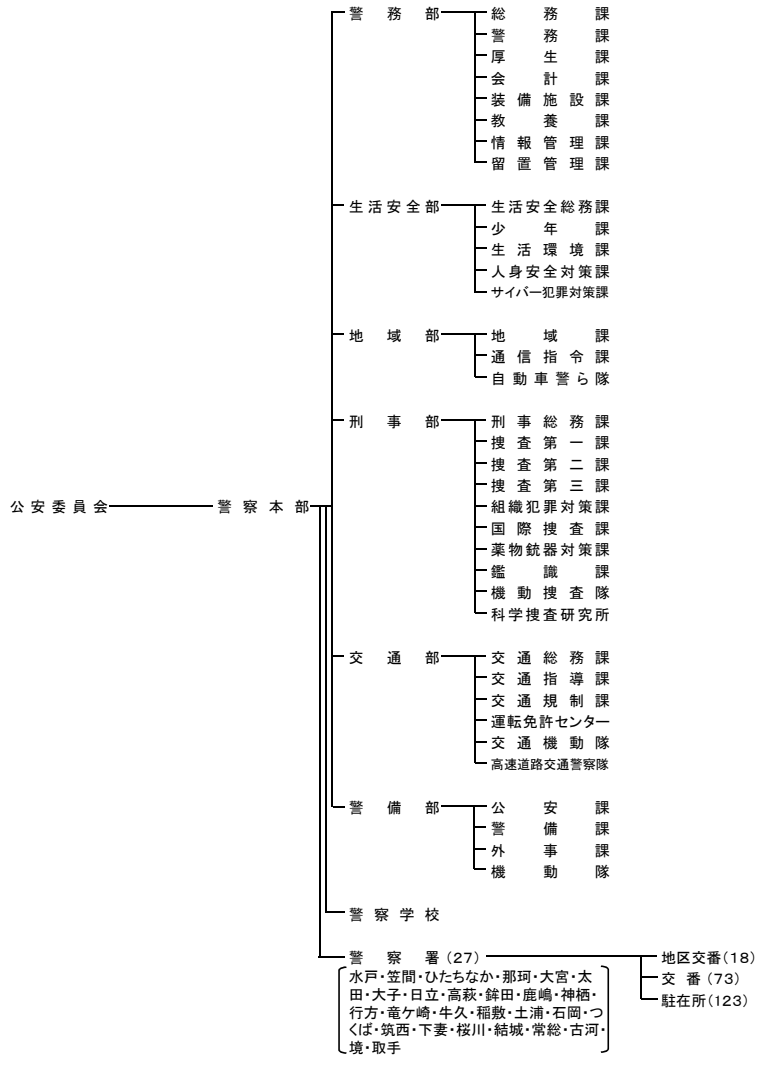 警務部 総務課
警務課
厚生課
会計課
装備施設課
教養課
情報管理課
留置管理課
生活安全部 生活安全総務課
少年課
生活環境課
人身安全対策課
サイバー犯罪対策課
地域部 地域課
通信指令課
自動車警ら隊
刑事部 刑事総務課
捜査第一課
捜査第二課
捜査第三課
公安委員会 警察本部 組織犯罪対策課
国際捜査課
薬物銃器対策課
鑑識課
機動捜査隊
科学捜査研究所
交通部 交通総務課
交通指導課
交通規制課
運転免許センター
交通機動隊
高速道路交通警察隊
警備部 公安課
警備課
外事課
機動隊
警察学校
警察署(27) 地区交番(18)
交番(73)
駐在所(123)
水戸・笠間・ひたちなか・那珂・大宮・太
田・大子・日立・高萩・鉾田・鹿嶋・神栖・
行方・竜ケ崎・牛久・稲敷・土浦・石岡・つ
くば・筑西・下妻・桜川・結城・常総・古河・
境・取手